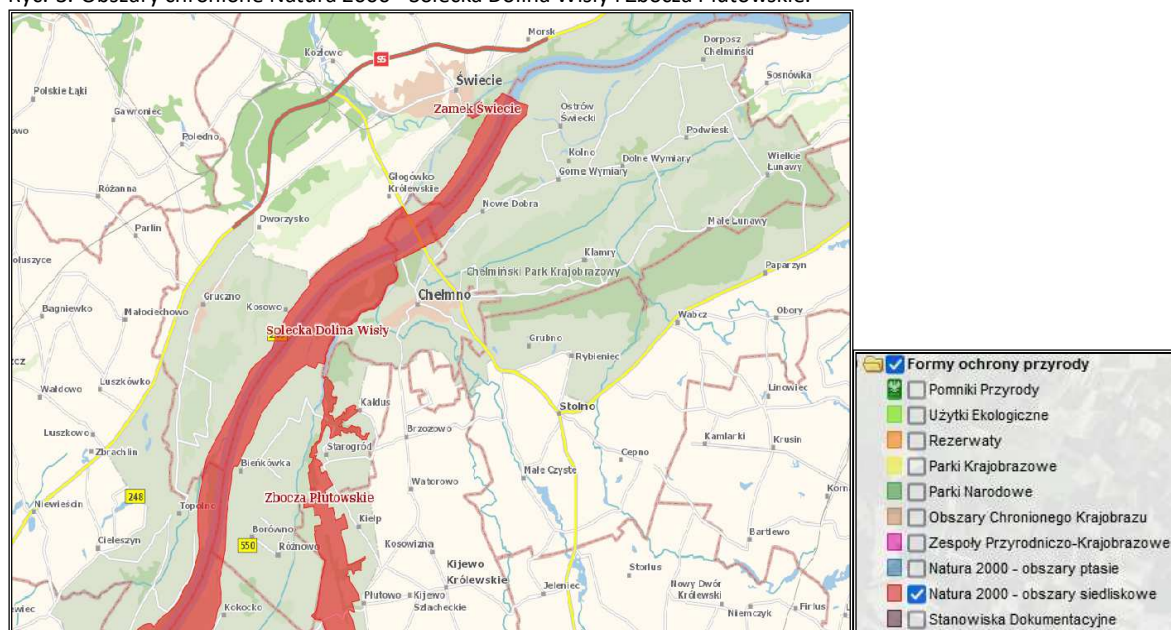 Ryc. 3. Obszary chronione Natura 2000 - Solecka Dolina Wisły i Zbocza Płutowskie.
Morsk
Dorposz
Chełmiński
Kozłowo
S5
Sosnówka
Świecie
Polskie Łąki
Zamek Świecie
Ostrów
Świecki
Gawroniec
Podwiesk
Poledno
Kolno
Dolne Wymiary
Wielkie
Łunawy
Głogówko
Królewskie
Górne Wymiary
Różanna
Nowe Dobra
Dworzysko
Małe Łunawy
Parlin
Klamry
Chełmiński Park Krajobrazowy
Paparzyn
Gruczno
Chełmno
Bagniewko
Małociechowo
Kosowo
Wabcz
Obory
Solecka Dolina Wisły
Grubno
Rybieniec
Waldowo
Luszkówko
Linowiec
Kałdus
Stolno
Luszkowo
Brzozowo
Zbrachlin
Starogród
Kamlarki
Krusin
Bieńkówka
Cepno
Małe Czyste
Watorowo
248
Zbocza Płutowskie
Niewieścin
Topolno
Kiełp
Borówno
Bartlewo
Cieleszyn
550
Różnowo
Kosowizna
Kijewo
Królewskie
Storlus
Jeleniec
Nowy Dwór
Królewski
Płutowo
Kijewo
Szlacheckie
Kokocko
Niemczyk
Firlus
Formy ochrony przyrody
Pomniki Przyrody
Użytki Ekologiczne
Rezerwaty
Parki Krajobrazowe
Parki Narodowe
Obszary Chronionego Krajobrazu
Zespoły Przyrodniczo-Krajobrazowe
Natura 2000 - obszary ptasie
Natura 2000 - obszary siedliskowe
Stanowiska Dokumentacyjne